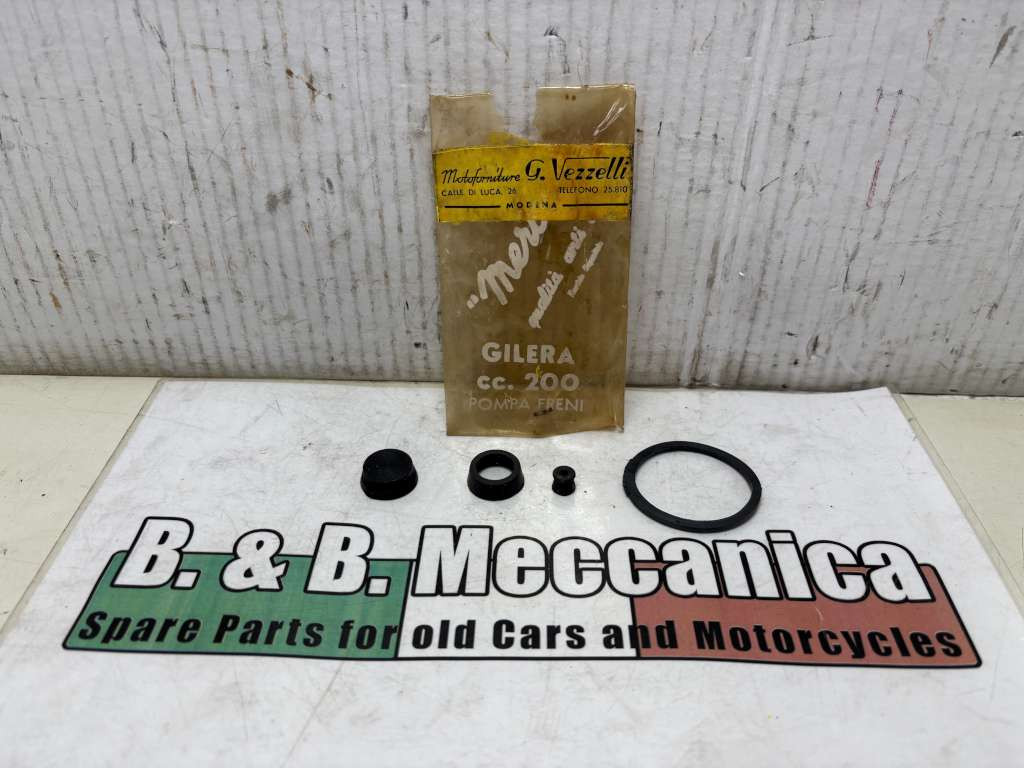 Motoforniture G. Vezzelli
CALLE DI LUCA, 26 TELEFONO 25.810
MODENA
qualità
GILERA
cc. 200
POMPA FRENI
B. & B. Meccanica
Spare Parts for old Cars and Motorcycles